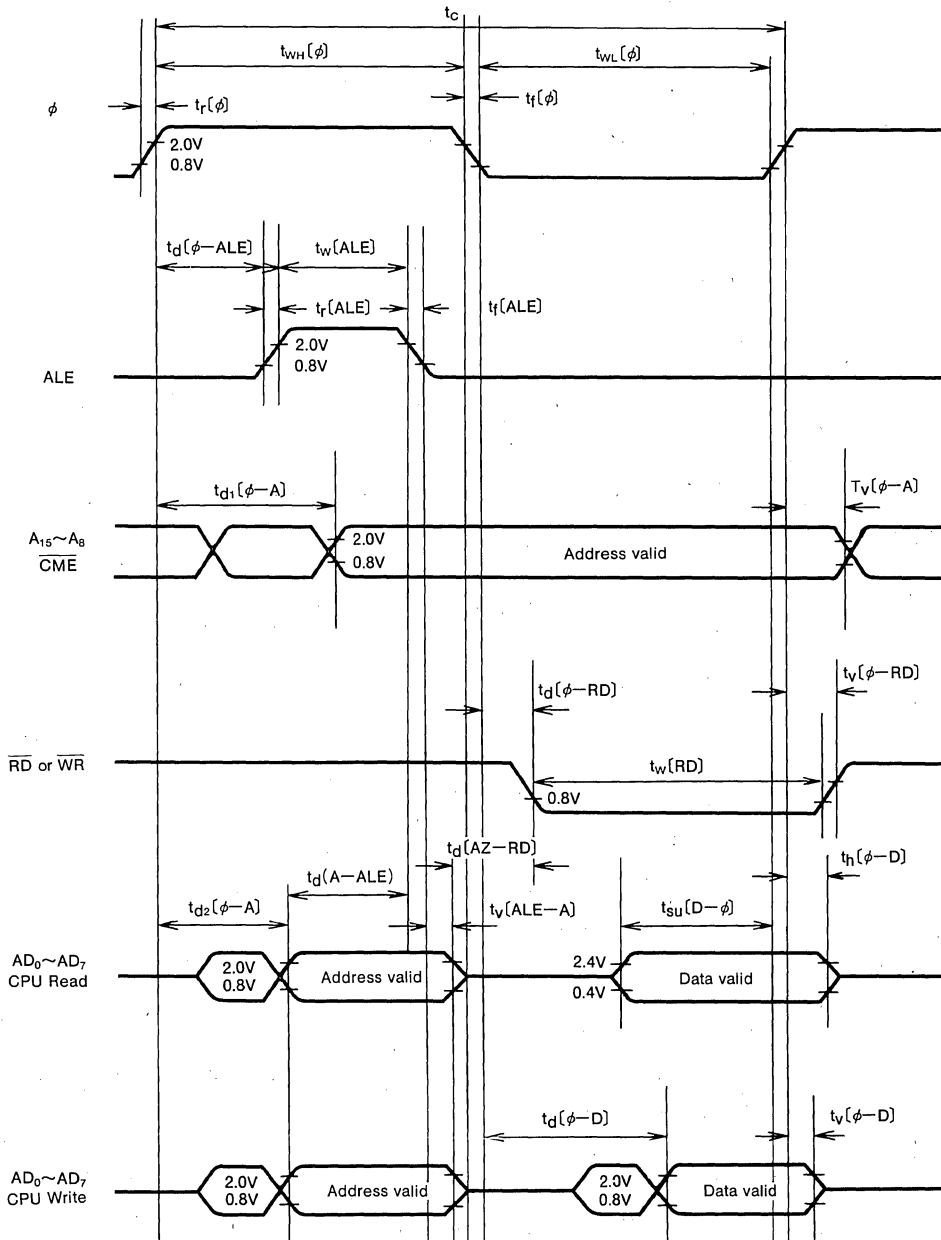 tC
tWH[φ]
tWL[φ]
φ
tr[φ]
tf[φ]
2.0V
0.8V
td[φ−ALE]
tW[ALE]
tr[ALE]
tf[ALE]
2.0V
0.8V
ALE
td1[φ−A]
Tv[φ−A]
A15~A8
CME
2.0V
0.8V
Address valid
td[φ−RD]
tv[φ−RD]
RD or WR
tw[RD]
0.8V
td[AZ−RD]
th[φ−D]
td(A−ALE)
td2[φ−A]
tv[ALE−A]
tsu[D−φ]
AD0~AD7
CPU Read
2.0V
0.8V
Address valid
2.4V
0.4V
Data valid
td[φ−D]
tv[φ−D]
AD0~AD7
CPU Write
2.0V
0.8V
Address valid
2.0V
0.8V
Data valid